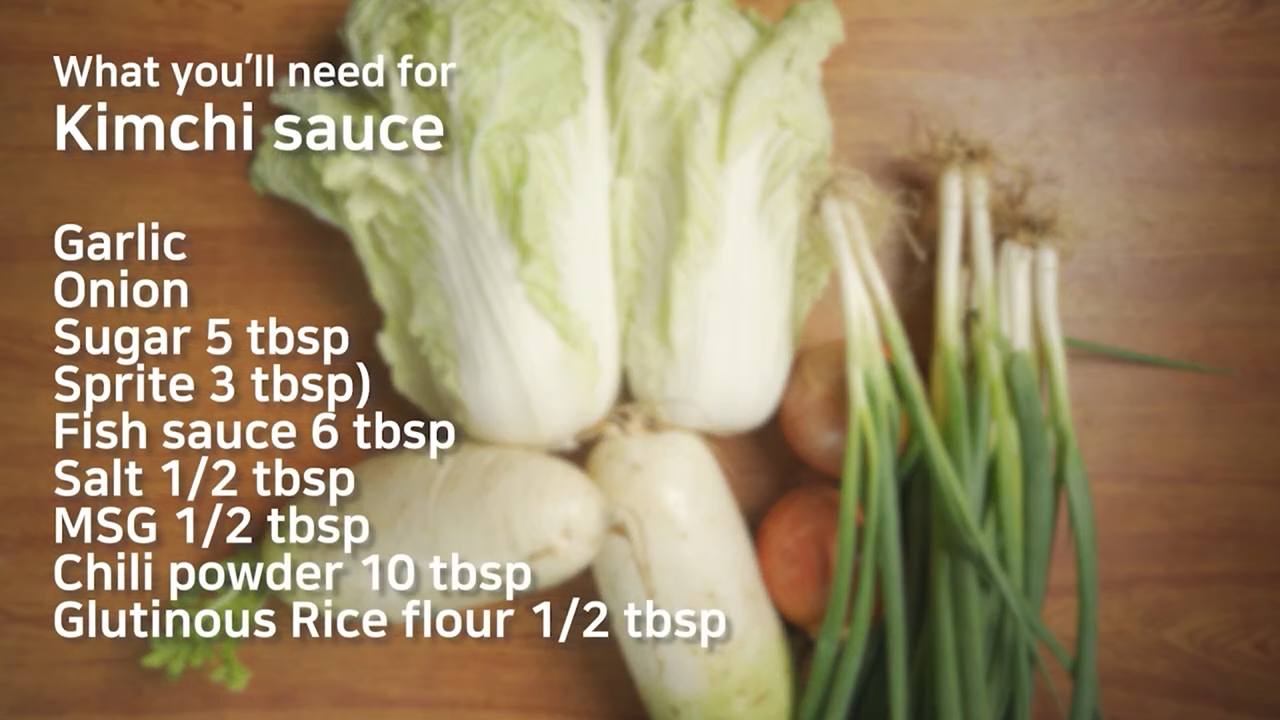 What you'll need for
Kimchi sauce
Garlic
Onion
Sugar 5 tbsp
Sprite 3 tbsp)
Fish sauce 6 tbsp
Salt 1/2 tbsp
MSG 1/2 tbsp
Chili powder 10 tbsp
Glutinous Rice flour 1/2 tbsp